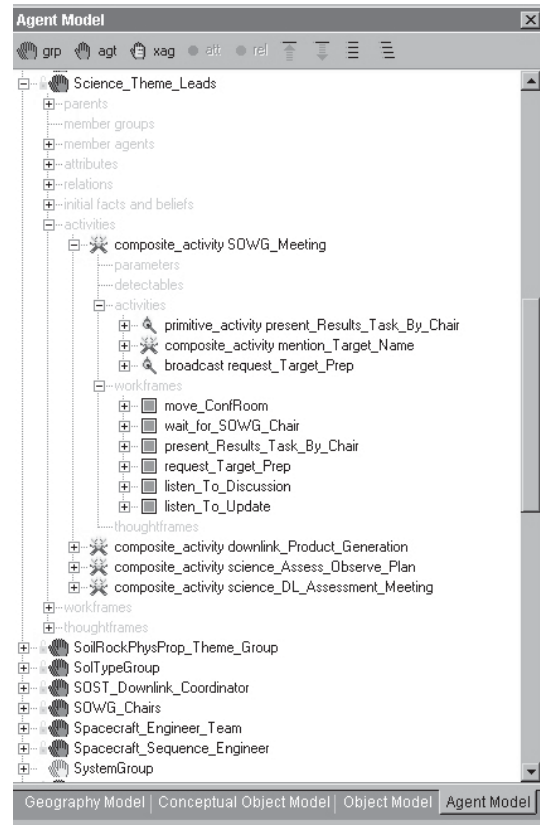 Agent Model
grp agt xag att rel
Science_Theme_Leads
parents
member groups
member agents
attributes
relations
initial facts and beliefs
activities
composite_activity SOWG_Meeting
parameters
detectables
activities
primitive_activity present_Results_Task_By_Chair
composite_activity mention_Target_Name
broadcast request_Target_Prep
workframes
move_ConfRoom
wait_for_SOWG_Chair
present_Results_Task_By_Chair
request_Target_Prep
listen_To_Discussion
listen_To_Update
thoughtframes
composite_activity downlink_Product_Generation
composite_activity science_Assess_Observe_Plan
composite_activity science_DL_Assessment_Meeting
workframes
thoughtframes
SoilRockPhysProp_Theme_Group
SolTypeGroup
SOST_Downlink_Coordinator
SOWG_Chairs
Spacecraft_Engineer_Team
Spacecraft_Sequence_Engineer
SystemGroup
Geography Model | Conceptual Object Model | Object Model Agent Model